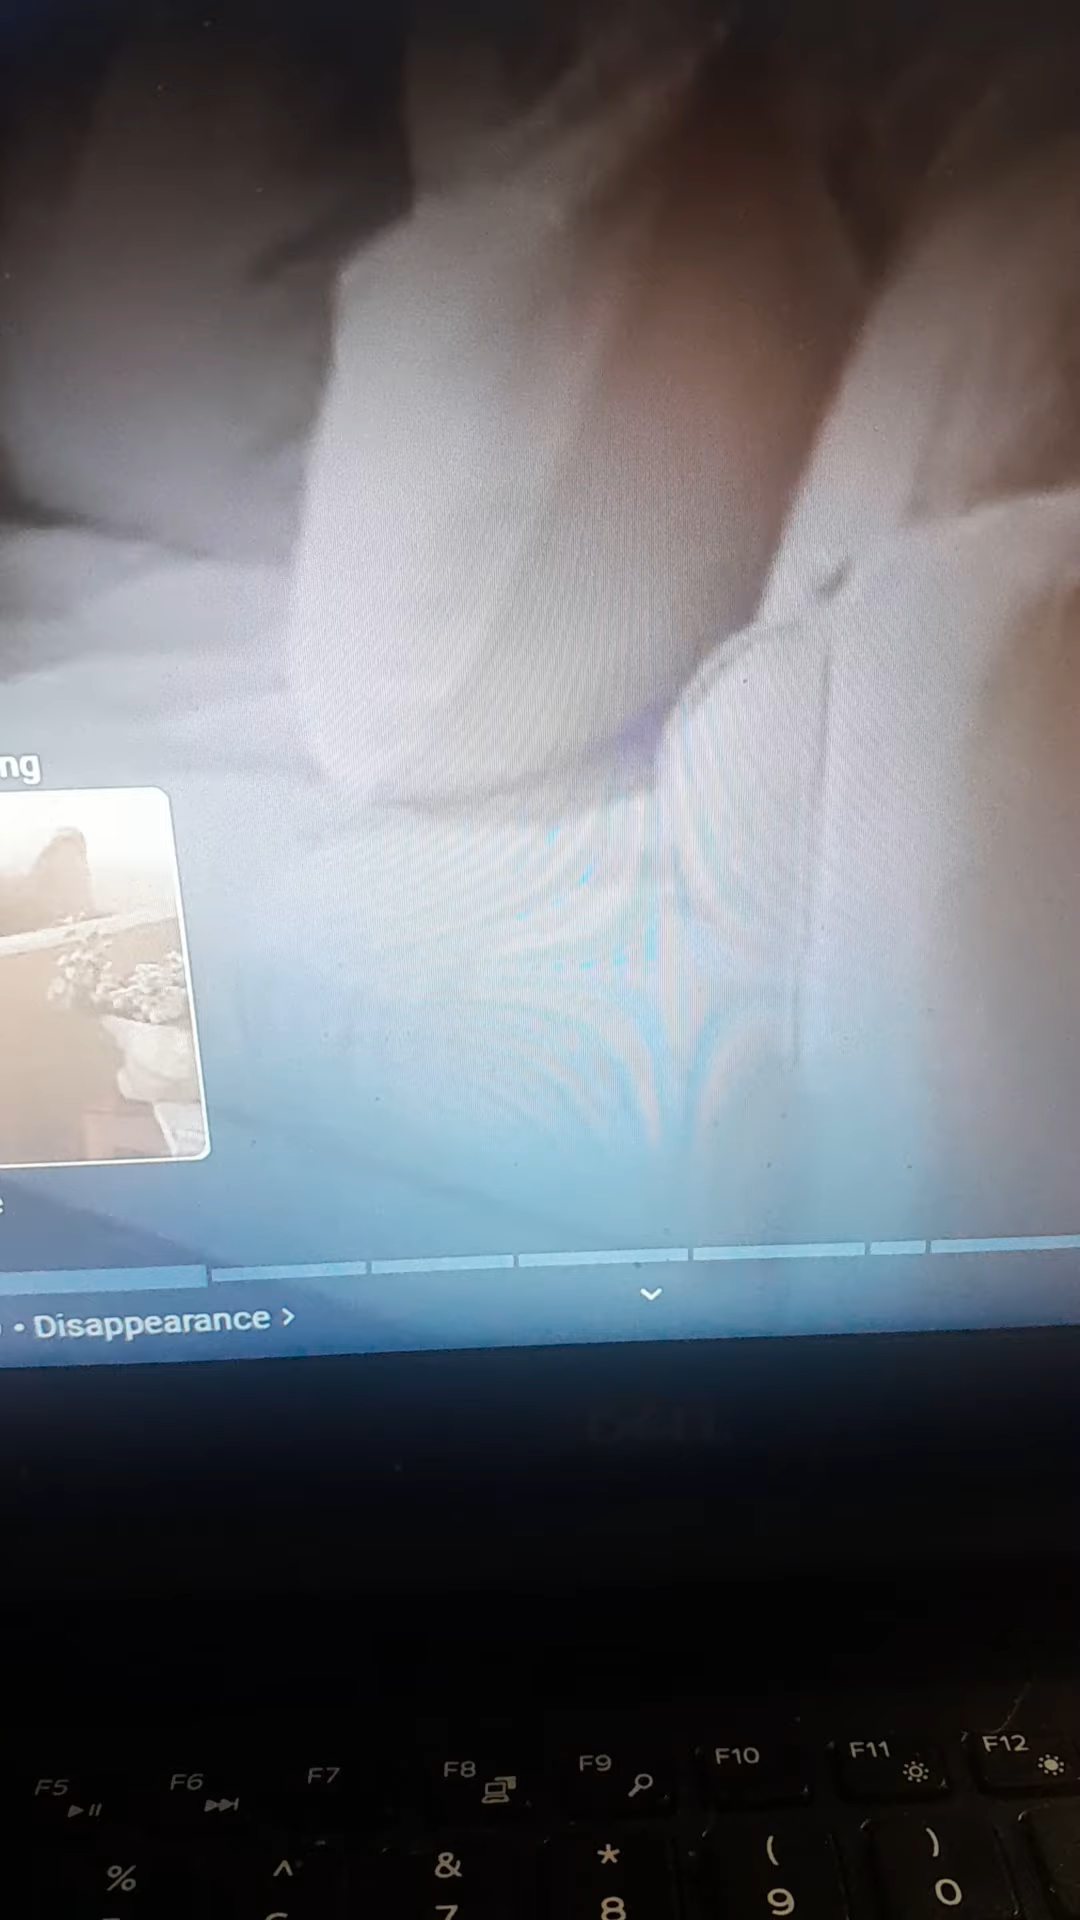 ng
• Disappearance >
F5 F6 F7 F8 F9 F10 F11 F12
% ^ & * ( )
7 8 9 0